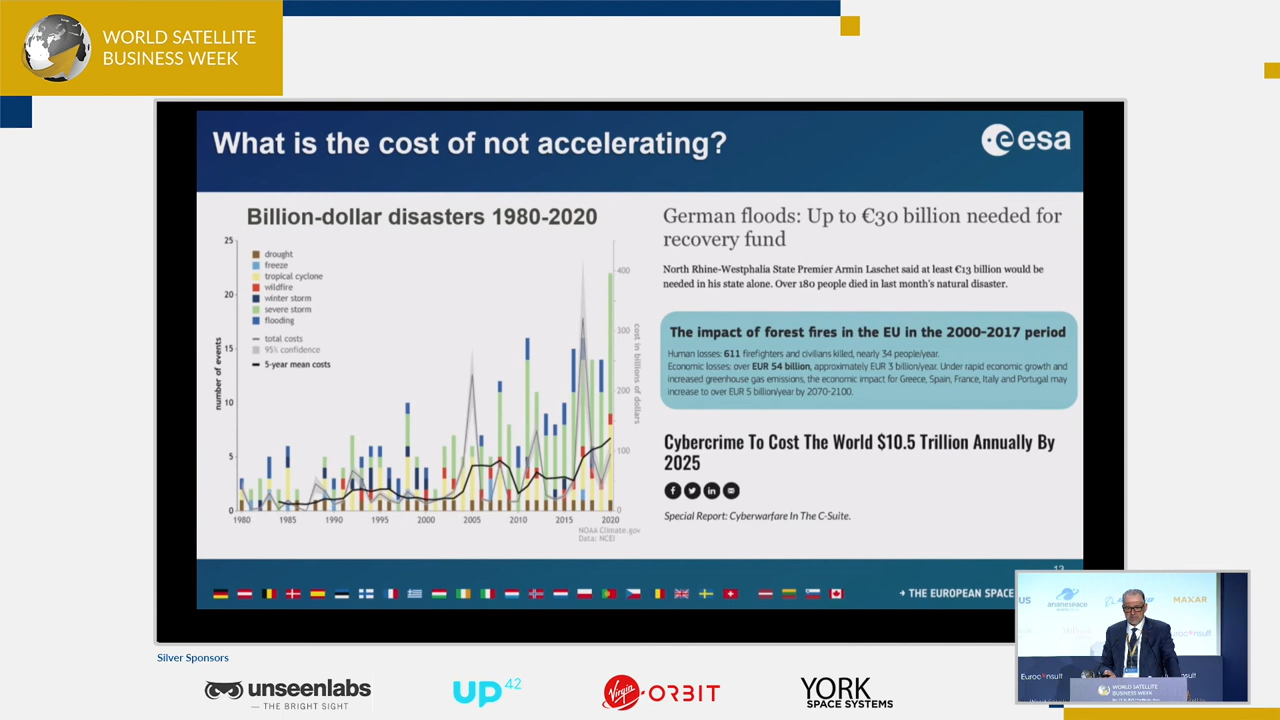 WORLD SATELLITE
BUSINESS WEEK
What is the cost of not accelerating?
esa
Billion-dollar disasters 1980-2020
25
20
15
10
5
0
number of events
drought
freeze
tropical cyclone
wildfire
winter storm
severe storm
flooding
total costs
95% confidence
5-year mean costs
400
300
200
100
0
cost in billions of dollars
1980 1985 1990 1995 2000 2005 2010 2015 2020
NOAA Climate.gov
Data: NCEI
German floods: Up to €30 billion needed for
recovery fund
North Rhine-Westphalia State Premier Armin Laschet said at least €13 billion would be
needed in his state alone. Over 180 people died in last month's natural disaster.
The impact of forest fires in the EU in the 2000-2017 period
Human losses: 611 firefighters and civilians killed, nearly 34 people/year.
Economic losses: over EUR 54 billion, approximately EUR 3 billion/year. Under rapid economic growth and
increased greenhouse gas emissions, the economic impact for Greece, Spain, France, Italy and Portugal may
increase to over EUR 5 billion/year by 2070-2100.
Cybercrime To Cost The World $10.5 Trillion Annually By
2025
Special Report: Cyberwarfare In The C-Suite.
→ THE EUROPEAN SPACE
US
arianespace
MAXAR
WORLD SATELLITE
BUSINESS WEEK
Silver Sponsors
unseenlabs
— THE BRIGHT SIGHT
UP42
Virgin ORBIT
YORK
SPACE SYSTEMS